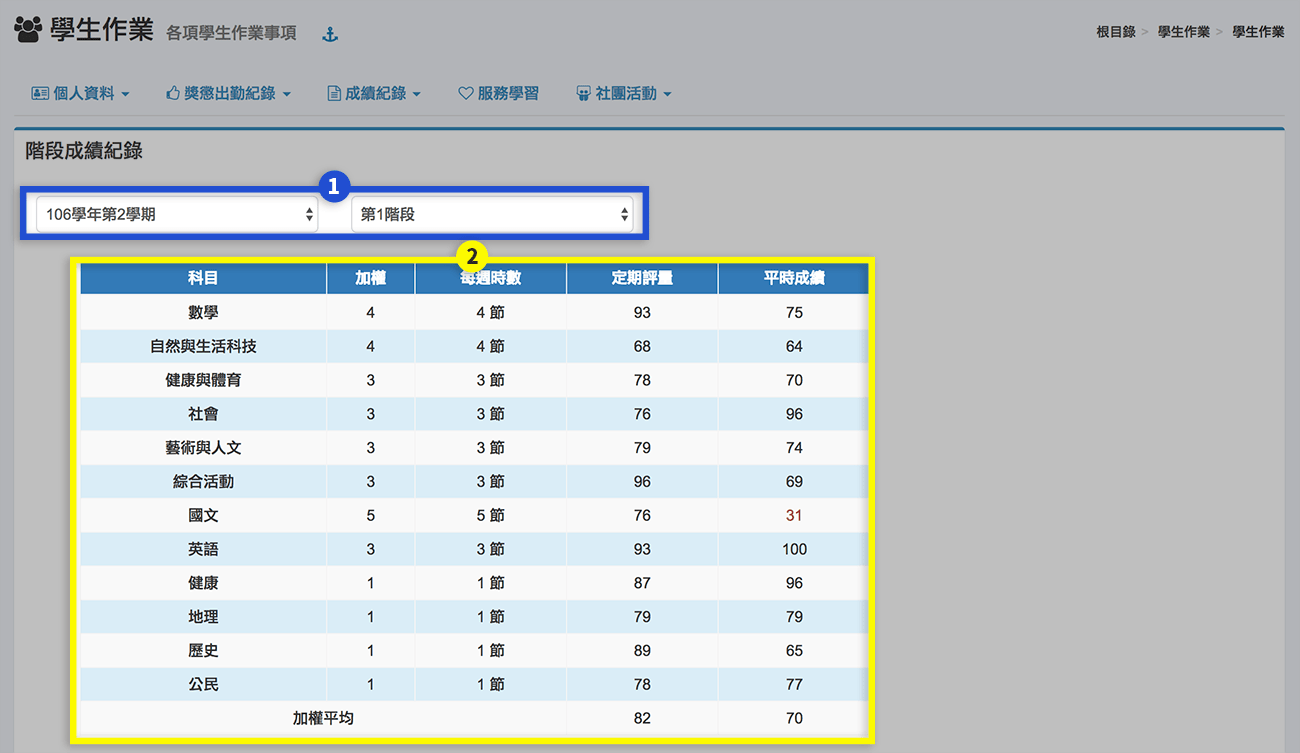 學生作業 各項學生作業事項
根目錄 > 學生作業 > 學生作業
個人資料 獎懲出勤紀錄 成績紀錄 服務學習 社團活動
階段成績紀錄
1
106學年第2學期 第1階段
2
科目 加權 每週時數 定期評量 平時成績
數學 4 4 節 93 75
自然與生活科技 4 4 節 68 64
健康與體育 3 3 節 78 70
社會 3 3 節 76 96
藝術與人文 3 3 節 79 74
綜合活動 3 3 節 96 69
國文 5 5 節 76 31
英語 3 3 節 93 100
健康 1 1 節 87 96
地理 1 1 節 79 79
歷史 1 1 節 89 65
公民 1 1 節 78 77
加權平均 82 70